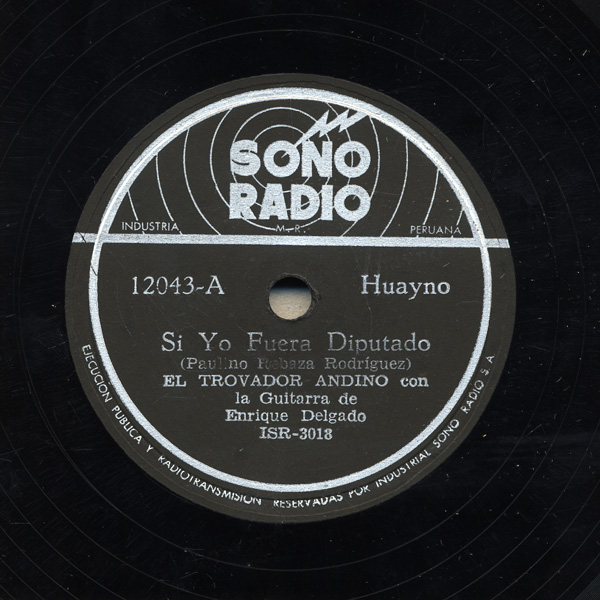 SONO
RADIO
INDUSTRIA M. R. PERUANA
12043-A Huayno
Si Yo Fuera Diputado
(Paulino Rebaza Rodríguez)
EL TROVADOR ANDINO con
la Guitarra de
Enrique Delgado
ISR-3018
EJECUCION PUBLICA Y RADIOTRANSMISION RESERVADAS POR INDUSTRIAL SONO RADIO S A